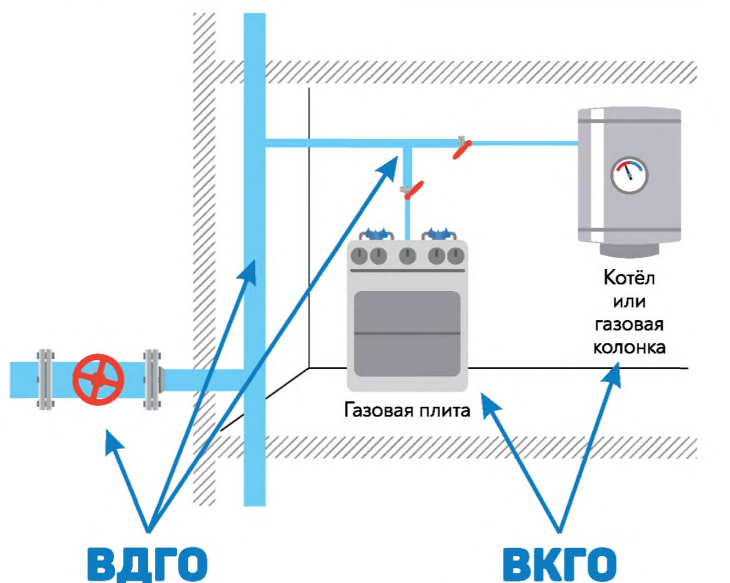 Котёл
или
газовая
колонка
Газовая плита
ВДГО
ВКГО